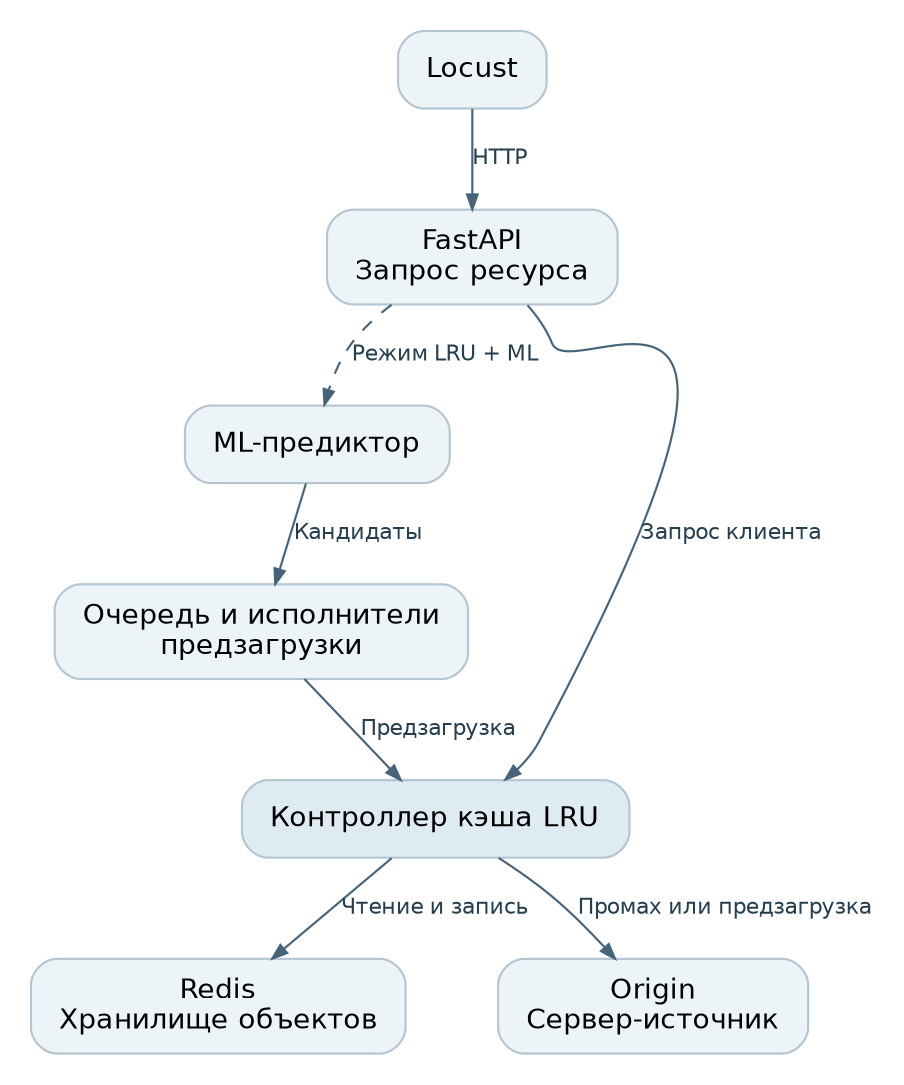 Locust
HTTP
FastAPI
Запрос ресурса
Режим LRU + ML
ML-предиктор
Кандидаты
Запрос клиента
Очередь и исполнители
предзагрузки
Предзагрузка
Контроллер кэша LRU
Чтение и запись
Промах или предзагрузка
Redis
Хранилище объектов
Origin
Сервер-источник